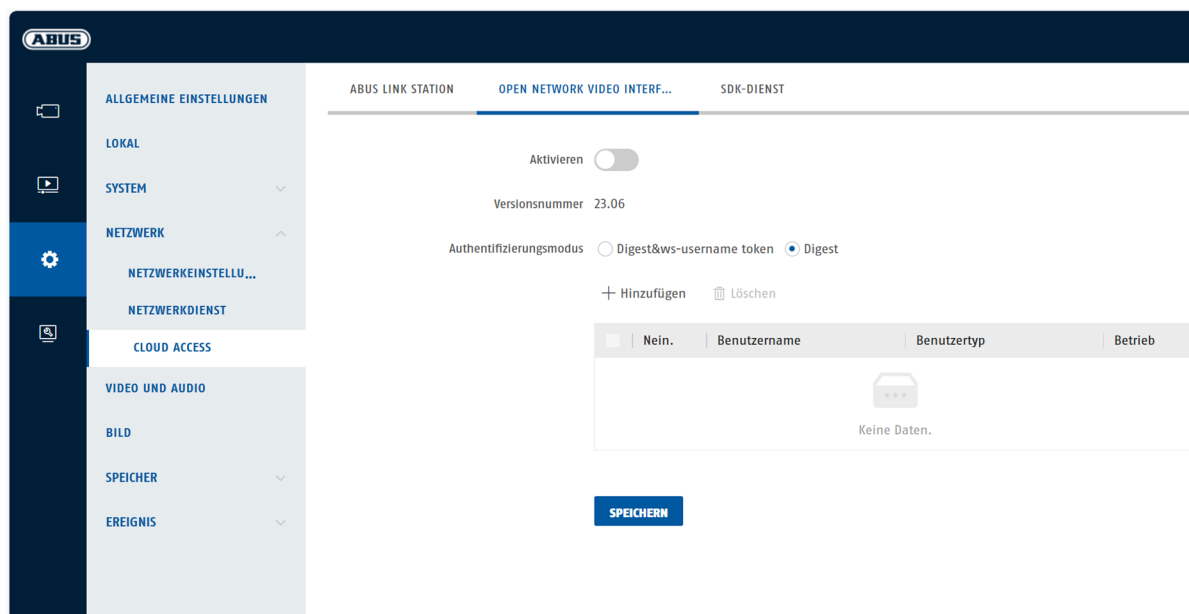 ABUS
ALLGEMEINE EINSTELLUNGEN
LOKAL
SYSTEM
NETZWERK
NETZWERKEINSTELLU...
NETZWERKDIENST
CLOUD ACCESS
VIDEO UND AUDIO
BILD
SPEICHER
EREIGNIS
ABUS LINK STATION OPEN NETWORK VIDEO INTERF... SDK-DIENST
Aktivieren
Versionsnummer 23.06
Authentifizierungsmodus Digest&ws-username token Digest
Hinzufügen Löschen
Nein. Benutzername Benutzertyp Betrieb
Keine Daten.
SPEICHERN